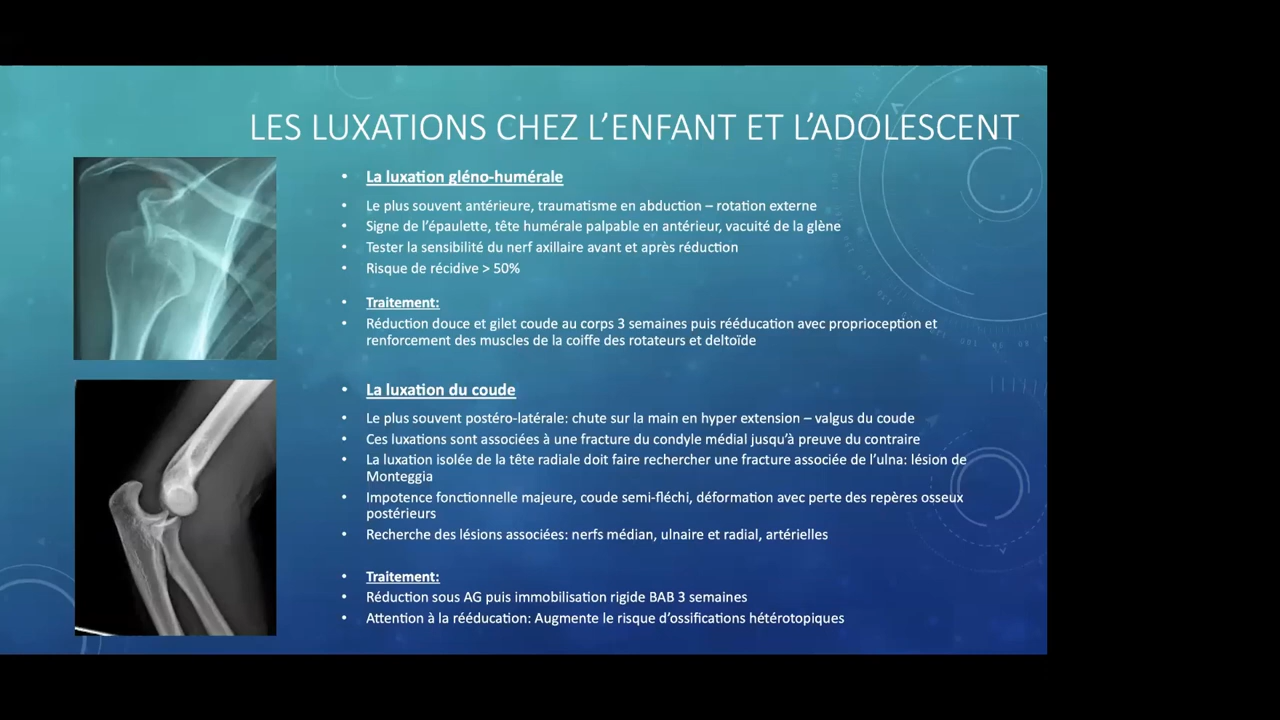 LES LUXATIONS CHEZ L'ENFANT ET L'ADOLESCENT
• La luxation gléno-humérale
• Le plus souvent antérieure, traumatisme en abduction – rotation externe
• Signe de l'épaulette, tête humérale palpable en antérieur, vacuité de la glène
• Tester la sensibilité du nerf axillaire avant et après réduction
• Risque de récidive > 50%
• Traitement:
• Réduction douce et gilet coude au corps 3 semaines puis rééducation avec proprioception et
renforcement des muscles de la coiffe des rotateurs et deltoïde
• La luxation du coude
• Le plus souvent postéro-latérale: chute sur la main en hyper extension – valgus du coude
• Ces luxations sont associées à une fracture du condyle médial jusqu'à preuve du contraire
• La luxation isolée de la tête radiale doit faire rechercher une fracture associée de l'ulna: lésion de
Monteggia
• Impotence fonctionnelle majeure, coude semi-fléchi, déformation avec perte des repères osseux
postérieurs
• Recherche des lésions associées: nerfs médian, ulnaire et radial, artérielles
• Traitement:
• Réduction sous AG puis immobilisation rigide BAB 3 semaines
• Attention à la rééducation: Augmente le risque d'ossifications hétérotopiques